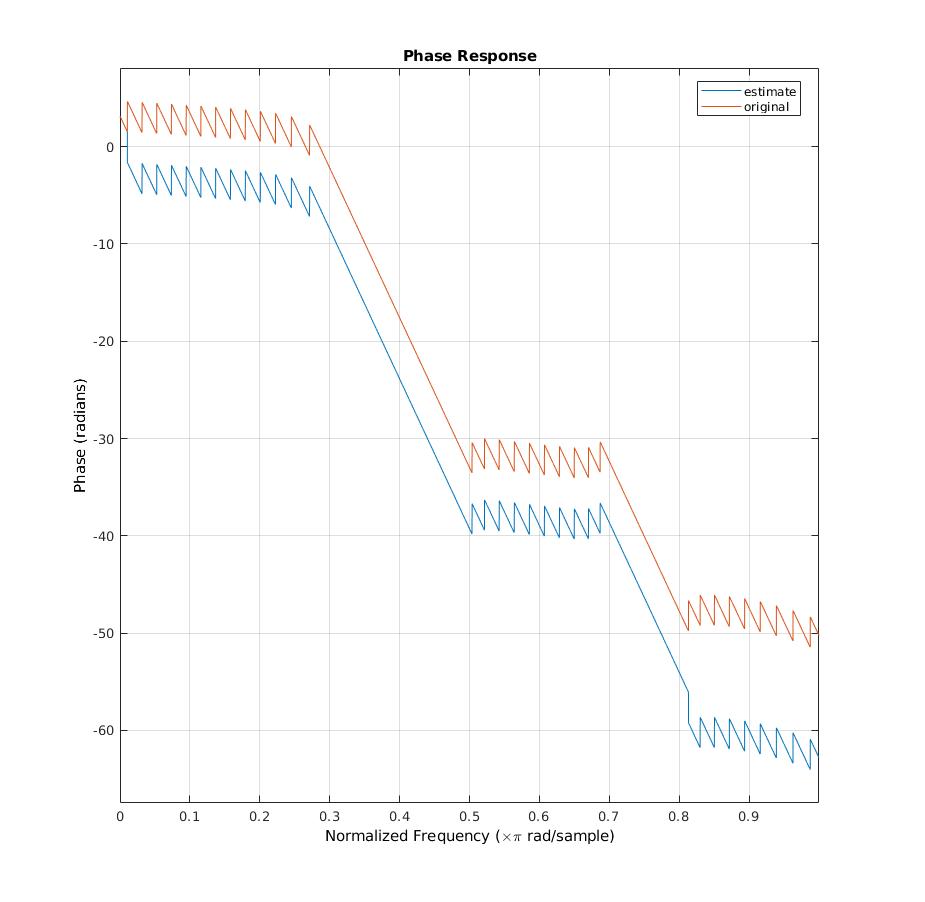 Phase Response
estimate
original
Phase (radians)
0
-10
-20
-30
-40
-50
-60
0 0.1 0.2 0.3 0.4 0.5 0.6 0.7 0.8 0.9
Normalized Frequency (×π rad/sample)